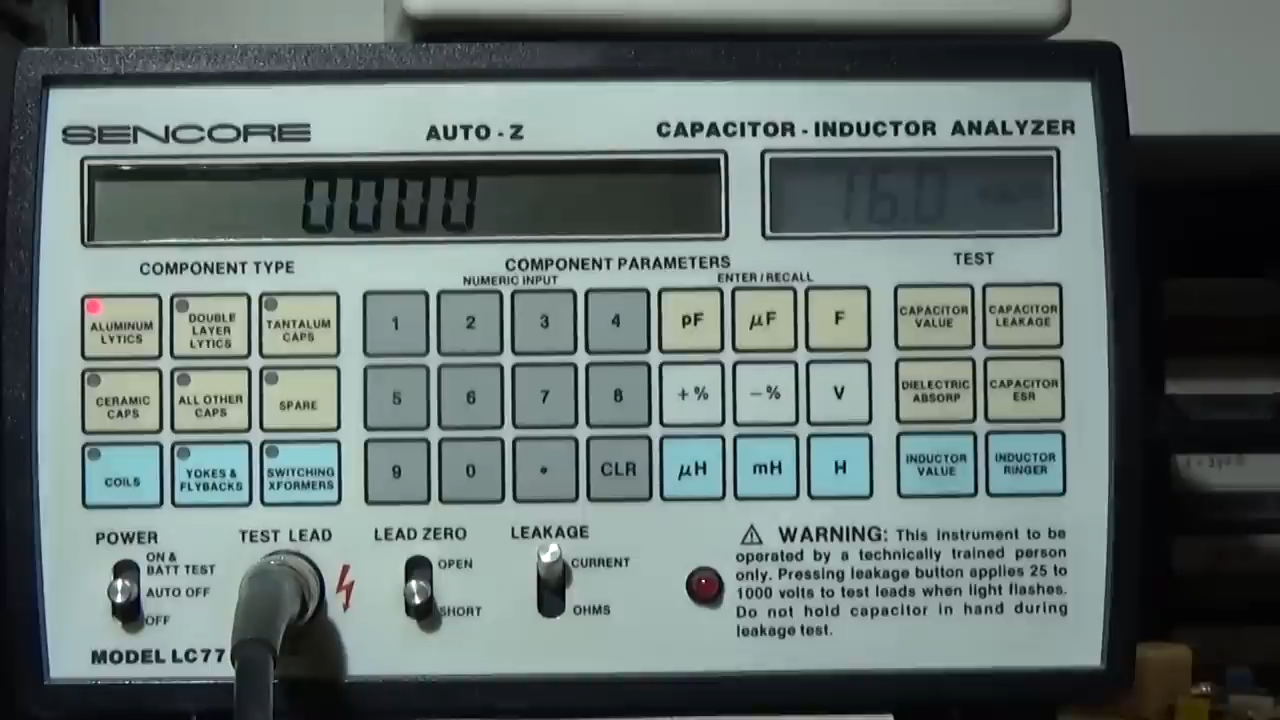 SENCORE
AUTO - Z
CAPACITOR - INDUCTOR ANALYZER
0000
16.0
COMPONENT TYPE
COMPONENT PARAMETERS
NUMERIC INPUT
ENTER / RECALL
TEST
ALUMINUM
LYTICS
DOUBLE
LAYER
LYTICS
TANTALUM
CAPS
1
2
3
4
pF
µF
F
CAPACITOR
VALUE
CAPACITOR
LEAKAGE
CERAMIC
CAPS
ALL OTHER
CAPS
SPARE
5
6
7
8
+ %
- %
V
DIELECTRIC
ABSORP
CAPACITOR
ESR
COILS
YOKES &
FLYBACKS
SWITCHING
XFORMERS
9
0
•
CLR
µH
mH
H
INDUCTOR
VALUE
INDUCTOR
RINGER
POWER
ON &
BATT TEST
AUTO OFF
OFF
TEST LEAD
LEAD ZERO
OPEN
SHORT
LEAKAGE
CURRENT
OHMS
⚠ WARNING: This instrument to be
operated by a technically trained person
only. Pressing leakage button applies 25 to
1000 volts to test leads when light flashes.
Do not hold capacitor in hand during
leakage test.
MODEL LC77